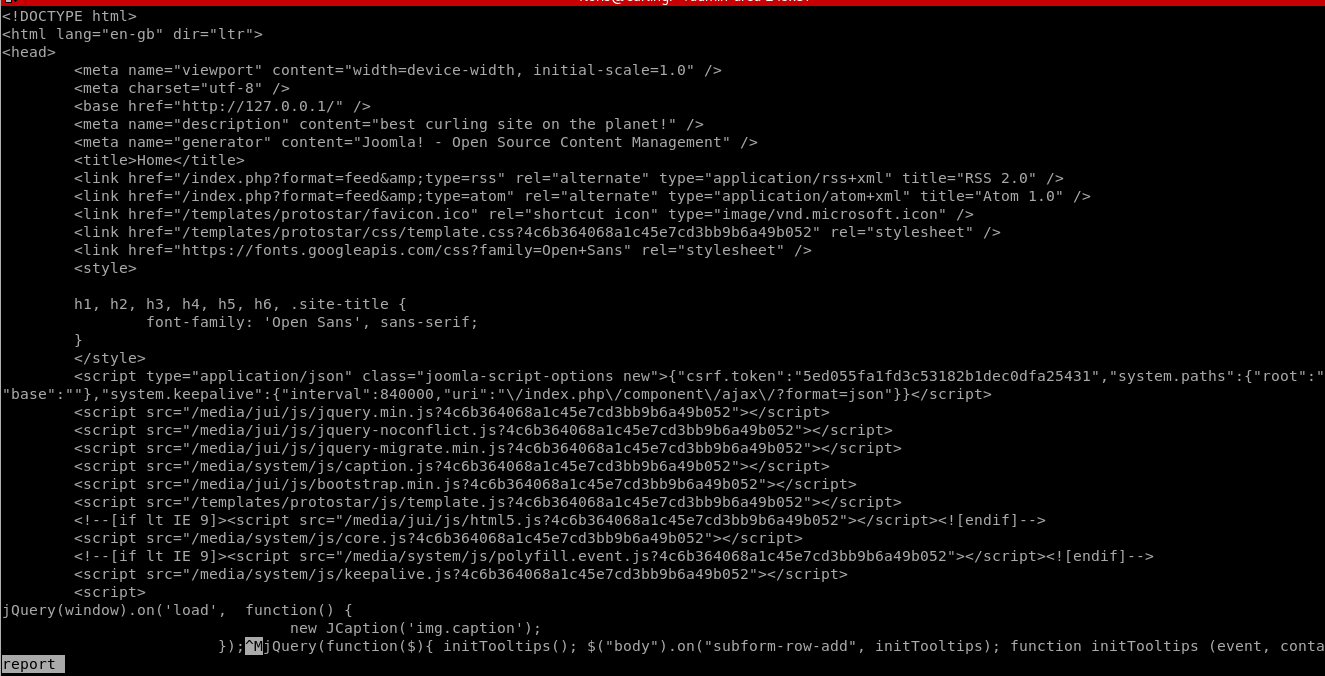 <!DOCTYPE html>
<html lang="en-gb" dir="ltr">
<head>
        <meta name="viewport" content="width=device-width, initial-scale=1.0" />
        <meta charset="utf-8" />
        <base href="http://127.0.0.1/" />
        <meta name="description" content="best curling site on the planet!" />
        <meta name="generator" content="Joomla! - Open Source Content Management" />
        <title>Home</title>
        <link href="/index.php?format=feed&amp;type=rss" rel="alternate" type="application/rss+xml" title="RSS 2.0" />
        <link href="/index.php?format=feed&amp;type=atom" rel="alternate" type="application/atom+xml" title="Atom 1.0" />
        <link href="/templates/protostar/favicon.ico" rel="shortcut icon" type="image/vnd.microsoft.icon" />
        <link href="/templates/protostar/css/template.css?4c6b364068a1c45e7cd3bb9b6a49b052" rel="stylesheet" />
        <link href="https://fonts.googleapis.com/css?family=Open+Sans" rel="stylesheet" />
        <style>

        h1, h2, h3, h4, h5, h6, .site-title {
                font-family: 'Open Sans', sans-serif;
        }
        </style>
        <script type="application/json" class="joomla-script-options new">{"csrf.token":"5ed055fa1fd3c53182b1dec0dfa25431","system.paths":{"root":"
"base":""},"system.keepalive":{"interval":840000,"uri":"\/index.php\/component\/ajax\/?format=json"}}</script>
        <script src="/media/jui/js/jquery.min.js?4c6b364068a1c45e7cd3bb9b6a49b052"></script>
        <script src="/media/jui/js/jquery-noconflict.js?4c6b364068a1c45e7cd3bb9b6a49b052"></script>
        <script src="/media/jui/js/jquery-migrate.min.js?4c6b364068a1c45e7cd3bb9b6a49b052"></script>
        <script src="/media/system/js/caption.js?4c6b364068a1c45e7cd3bb9b6a49b052"></script>
        <script src="/media/jui/js/bootstrap.min.js?4c6b364068a1c45e7cd3bb9b6a49b052"></script>
        <script src="/templates/protostar/js/template.js?4c6b364068a1c45e7cd3bb9b6a49b052"></script>
        <!--[if lt IE 9]><script src="/media/jui/js/html5.js?4c6b364068a1c45e7cd3bb9b6a49b052"></script><![endif]-->
        <script src="/media/system/js/core.js?4c6b364068a1c45e7cd3bb9b6a49b052"></script>
        <!--[if lt IE 9]><script src="/media/system/js/polyfill.event.js?4c6b364068a1c45e7cd3bb9b6a49b052"></script><![endif]-->
        <script src="/media/system/js/keepalive.js?4c6b364068a1c45e7cd3bb9b6a49b052"></script>
        <script>
jQuery(window).on('load',  function() {
                                new JCaption('img.caption');
                        });^MjQuery(function($){ initTooltips(); $("body").on("subform-row-add", initTooltips); function initTooltips (event, conta
report